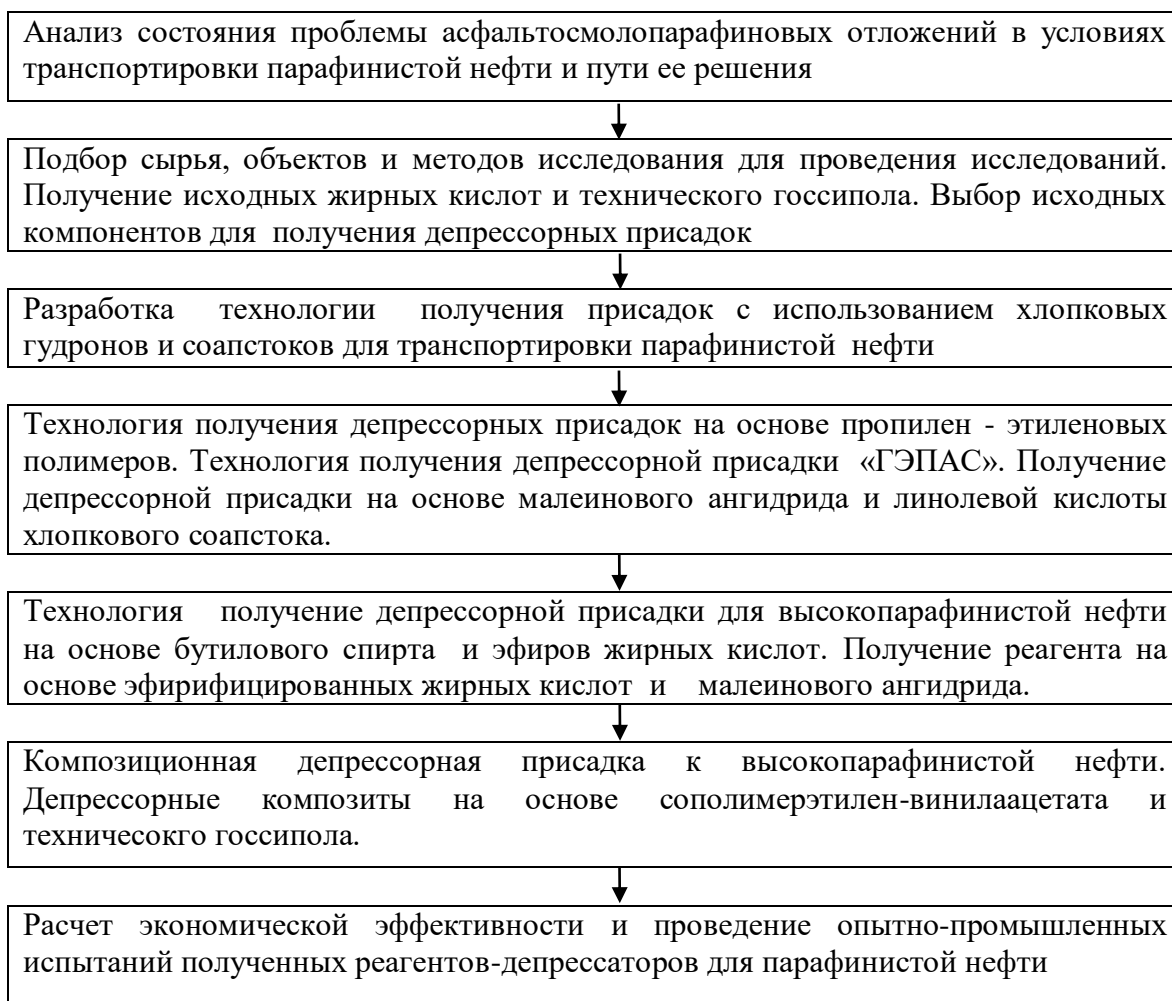 Анализ состояния проблемы асфальтосмолопарафиновых отложений в условиях
транспортировки парафинистой нефти и пути ее решения
Подбор сырья, объектов и методов исследования для проведения исследований.
Получение исходных жирных кислот и технического госсипола. Выбор исходных
компонентов для получения депрессорных присадок
Разработка технологии получения присадок с использованием хлопковых
гудронов и соапстоков для транспортировки парафинистой нефти
Технология получения депрессорных присадок на основе пропилен - этиленовых
полимеров. Технология получения депрессорной присадки «ГЭПАС». Получение
депрессорной присадки на основе малеинового ангидрида и линолевой кислоты
хлопкового соапстока.
Технология получение депрессорной присадки для высокопарафинистой нефти
на основе бутилового спирта и эфиров жирных кислот. Получение реагента на
основе эфирифицированных жирных кислот и малеинового ангидрида.
Композиционная депрессорная присадка к высокопарафинистой нефти.
Депрессорные композиты на основе сополимерэтилен-винилаацетата и
техничесокго госсипола.
Расчет экономической эффективности и проведение опытно-промышленных
испытаний полученных реагентов-депрессаторов для парафинистой нефти